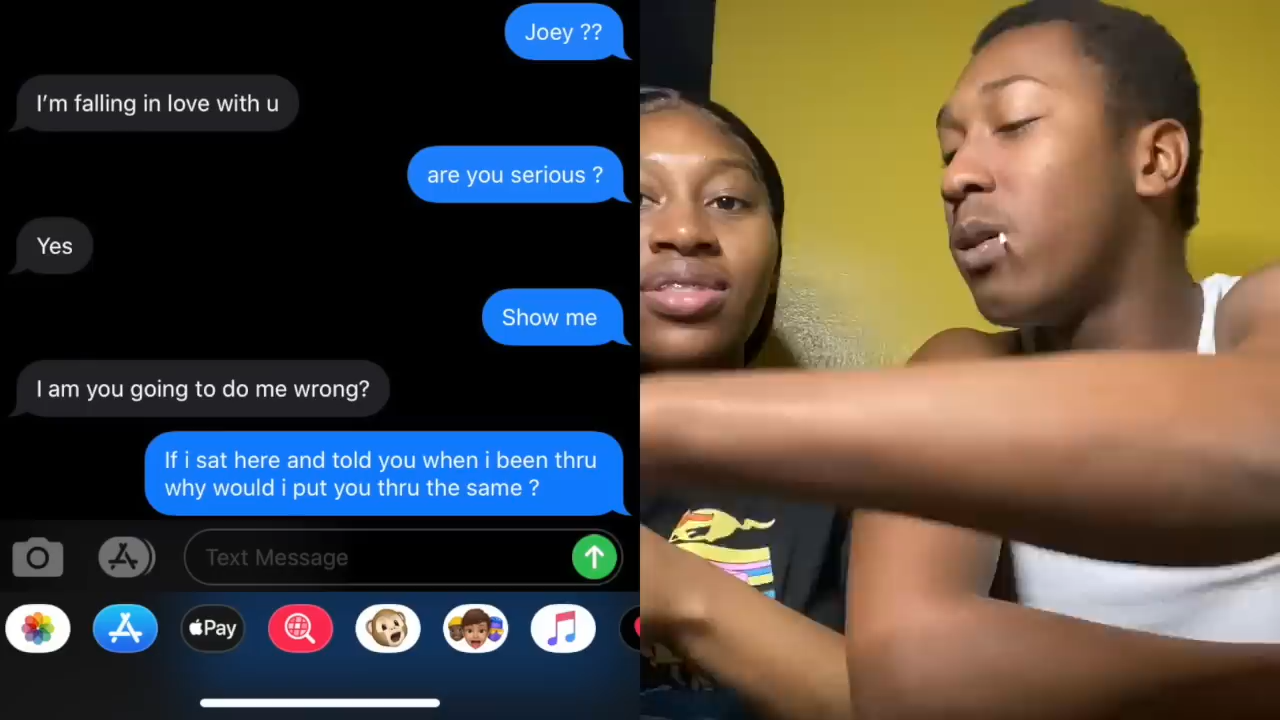 Joey ??
I'm falling in love with u
are you serious ?
Yes
Show me
I am you going to do me wrong?
If i sat here and told you when i been thru
why would i put you thru the same ?
Text Message
Pay